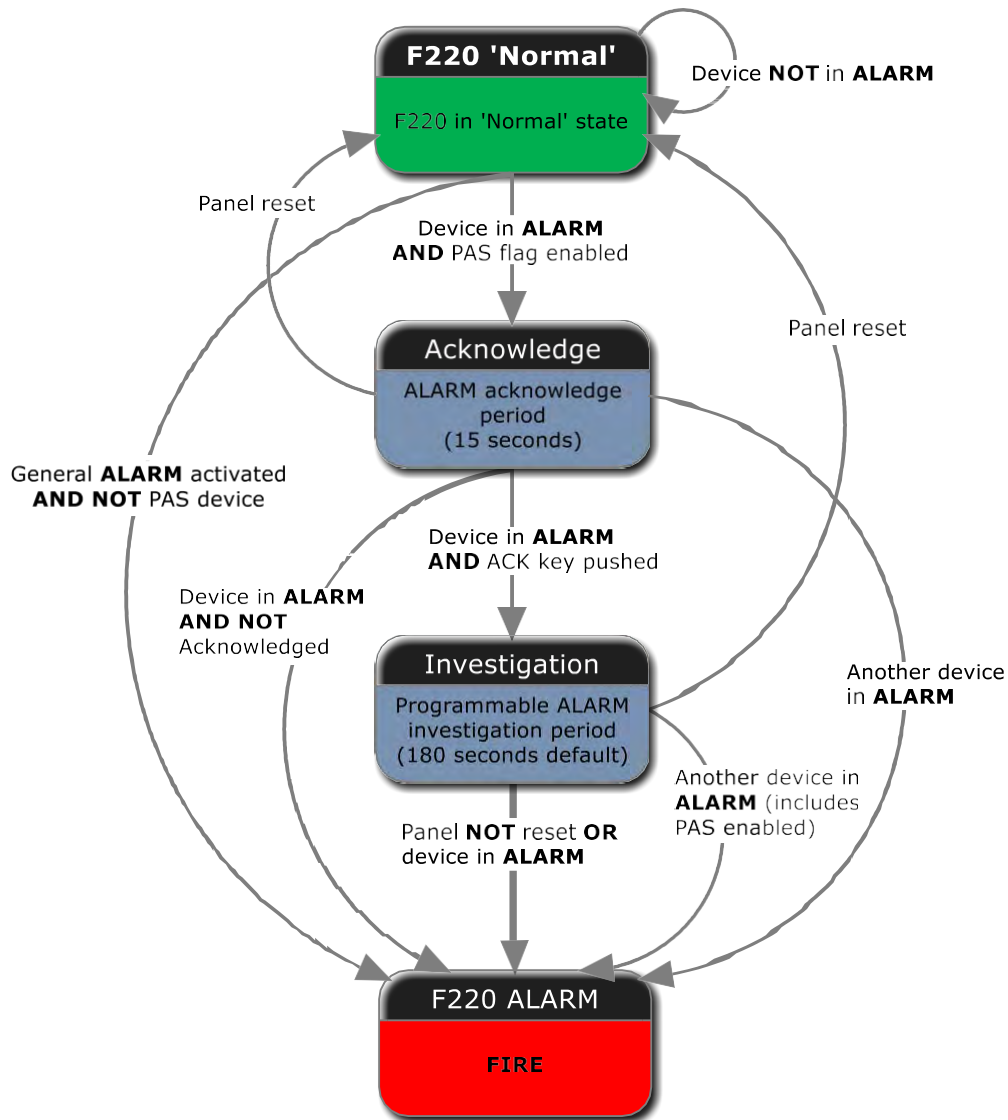 F220 'Normal'
Device NOT in ALARM
F220 in 'Normal' state
Panel reset
Device in ALARM
AND PAS flag enabled
Panel reset
Acknowledge
ALARM acknowledge
period
(15 seconds)
General ALARM activated
AND NOT PAS device
Device in ALARM
AND ACK key pushed
Device in ALARM
AND NOT
Acknowledged
Investigation
Programmable ALARM
investigation period
(180 seconds default)
Another device
in ALARM
Another device in
ALARM (includes
PAS enabled)
Panel NOT reset OR
device in ALARM
F220 ALARM
FIRE